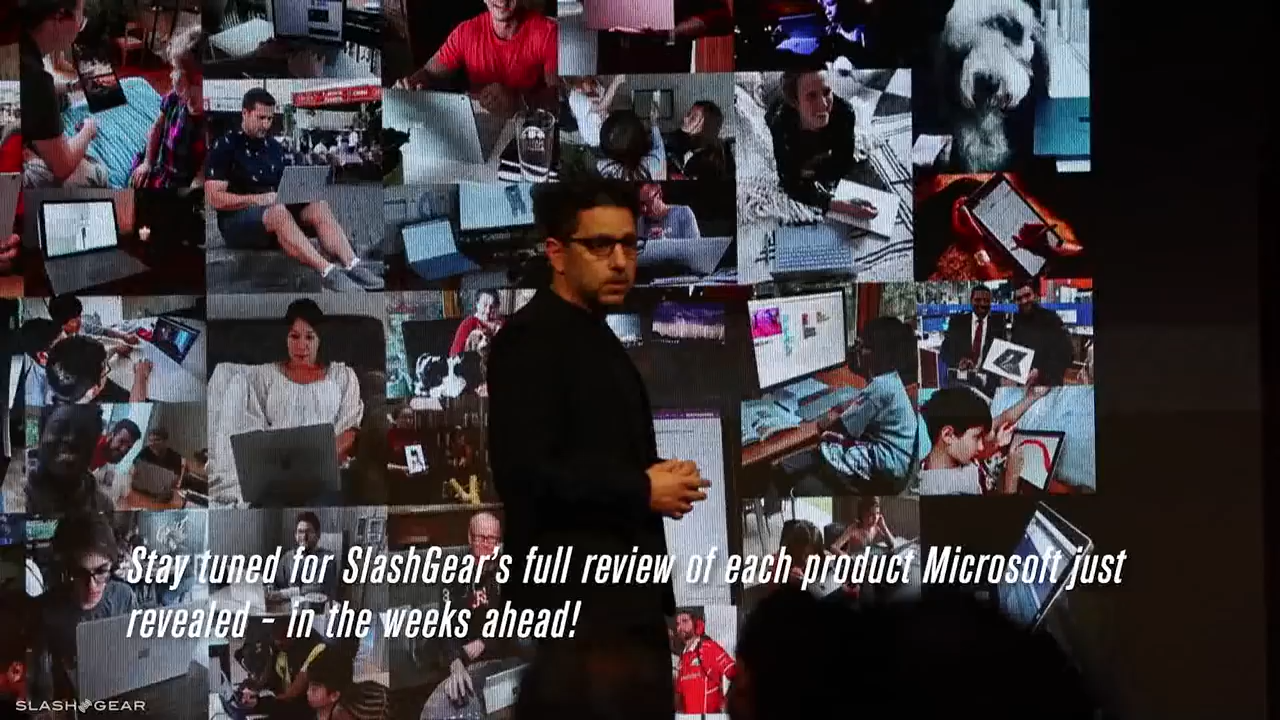 Stay tuned for SlashGear's full review of each product Microsoft just
revealed - in the weeks ahead!
SLASHGEAR